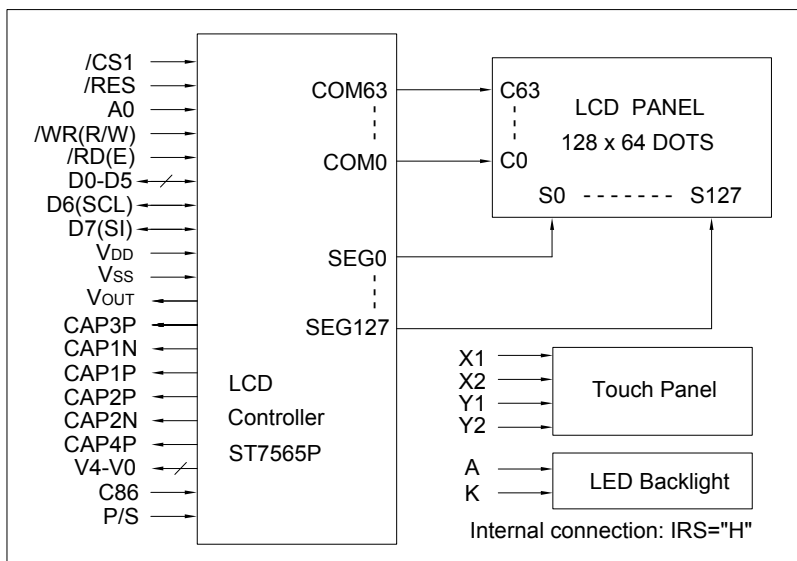 /CS1
/RES
A0
/WR(R/W)
/RD(E)
D0-D5
D6(SCL)
D7(SI)
VDD
VSS
VOUT
CAP3P
CAP1N
CAP1P
CAP2P
CAP2N
CAP4P
V4-V0
C86
P/S
COM63
COM0
SEG0
SEG127
LCD
Controller
ST7565P
C63
C0
LCD PANEL
128 x 64 DOTS
S0 ------- S127
X1
X2
Y1
Y2
Touch Panel
A
K
LED Backlight
Internal connection: IRS="H"